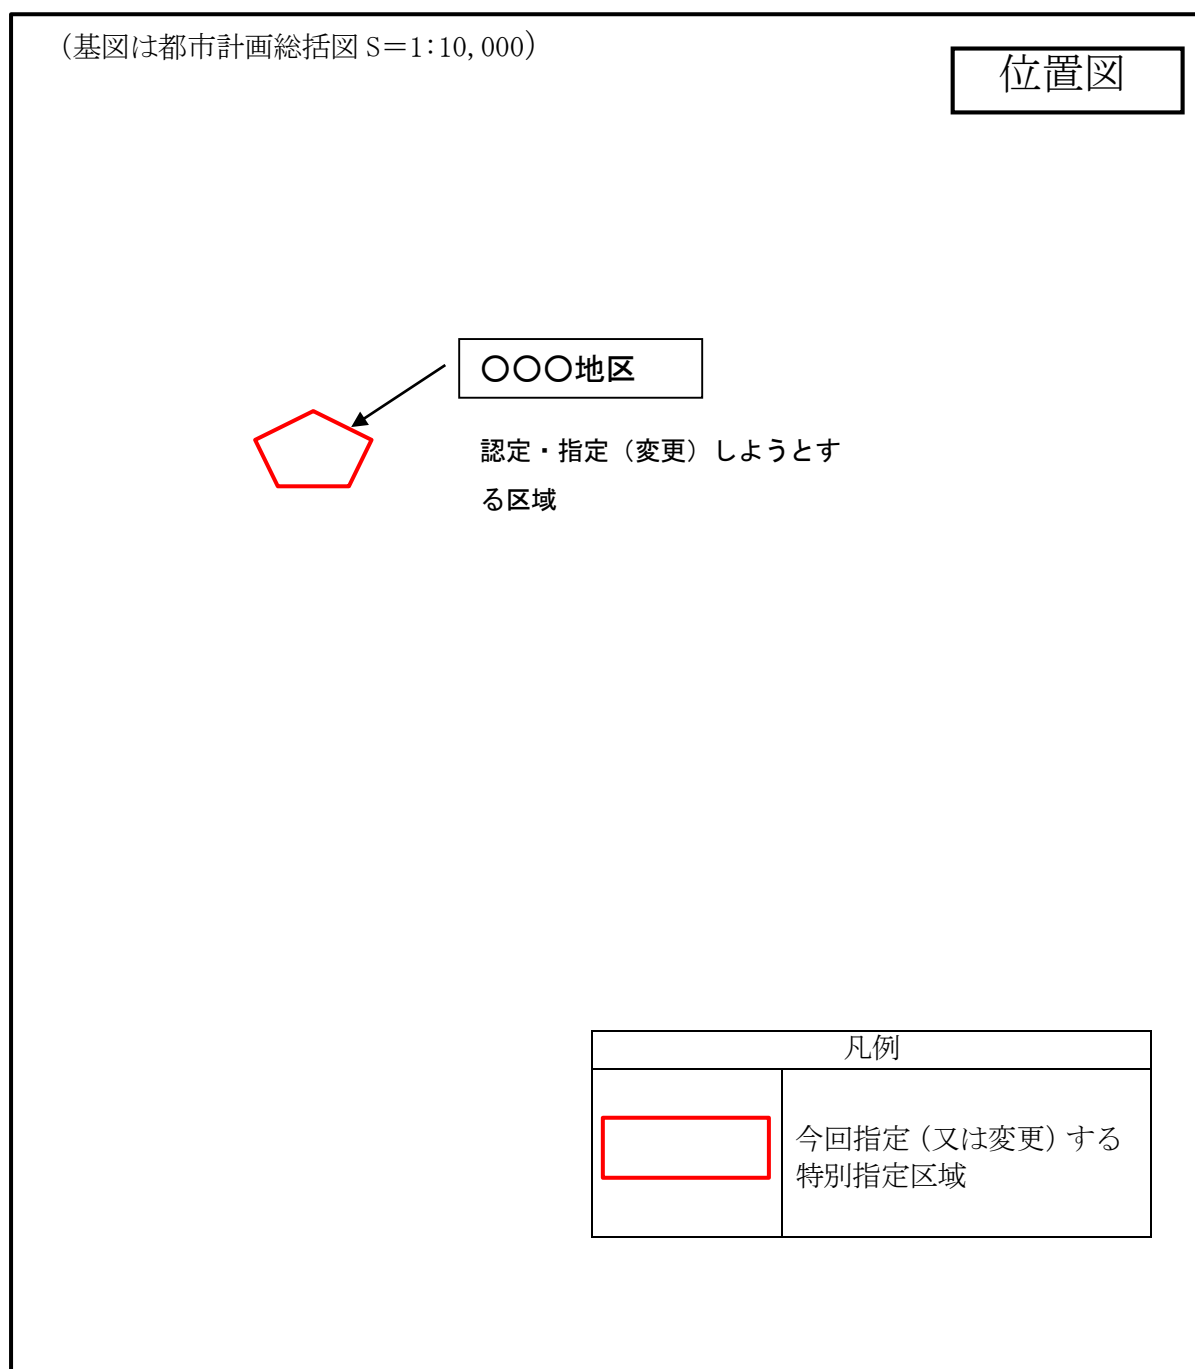 （基図は都市計画総括図 S＝1:10,000）
位置図
〇〇〇地区
認定・指定（変更）しようとす
る区域
凡例
今回指定（又は変更）する
特別指定区域